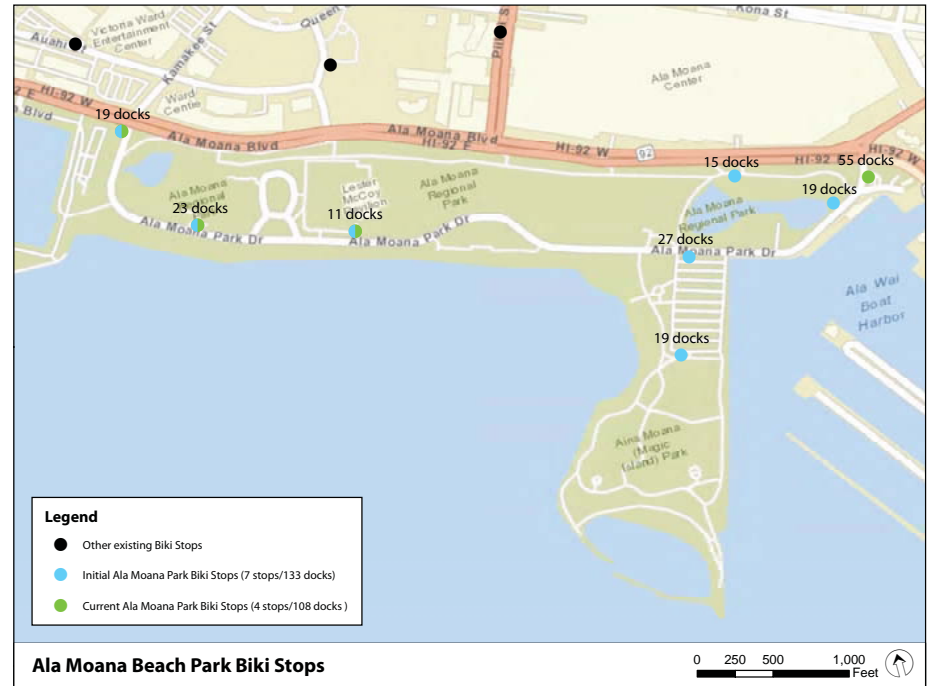 Kona St
Queen
Victoria Ward
Entertainment
Center
Auahi
Kamakee St
Piikoi S
Ala Moana
Center
HI-92 W
Ward
Centre
Blvd
19 docks
Ala Moana Blvd
Ala Moana Blvd
HI-92 E
HI-92 W
92
HI-92 E
HI-92 W
15 docks
55 docks
19 docks
Ala Moana
23 docks
Lester
McCoy
Pavilion
11 docks
Ala Moana
Regional
Park
Ala Moana
Regional Park
Ala Moana Park Dr
Ala Moana Park Dr
27 docks
Ala Moana Park Dr
Ala Wai
Boat
Harbor
19 docks
Aina Moana
(Magic
Island) Park
Legend
Other existing Biki Stops
Initial Ala Moana Park Biki Stops (7 stops/133 docks)
Current Ala Moana Park Biki Stops (4 stops/108 docks )
Ala Moana Beach Park Biki Stops
0 250 500 1,000
Feet